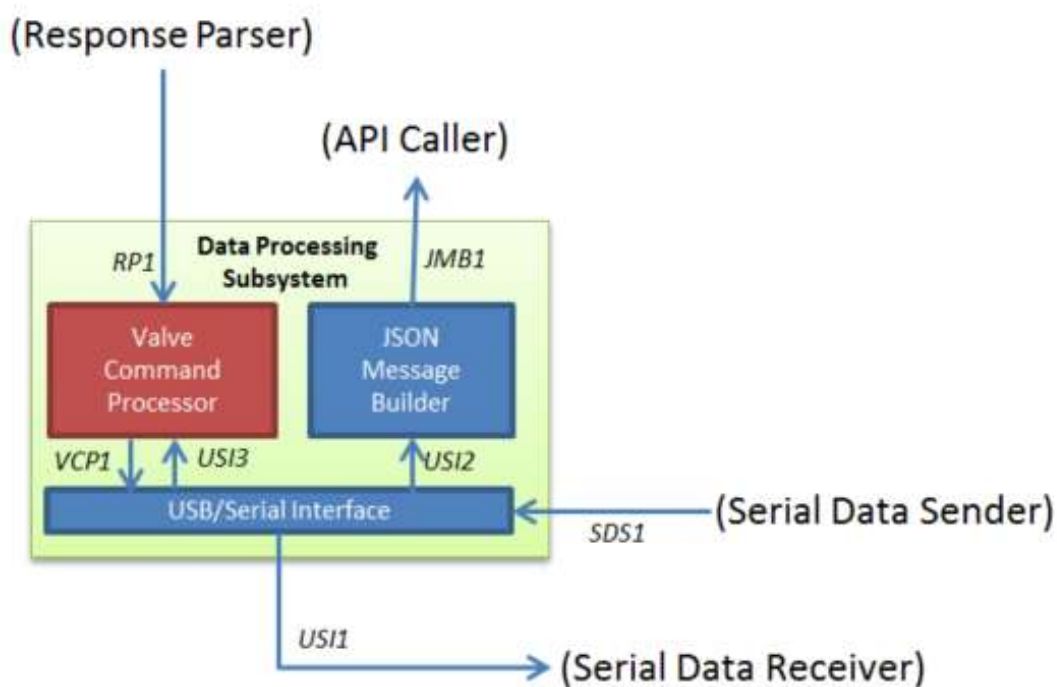 (Response Parser)
(API Caller)
Data Processing
Subsystem
RP1
JMB1
Valve
Command
Processor
JSON
Message
Builder
VCP1
USI3
USI2
USB/Serial Interface
(Serial Data Sender)
SDS1
USI1
(Serial Data Receiver)